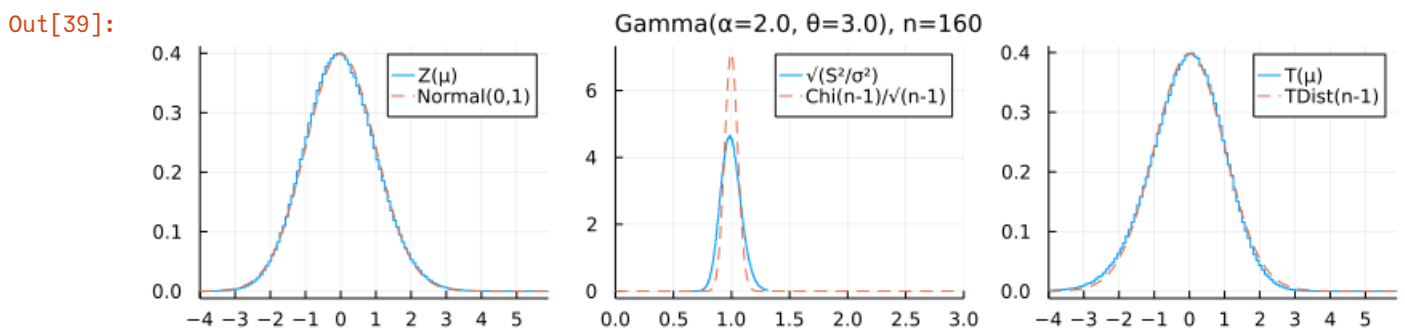 Out[39]:
Gamma(α=2.0, θ=3.0), n=160
0.4
0.3
0.2
0.1
0.0
−4 −3 −2 −1 0 1 2 3 4 5
Z(μ)
Normal(0,1)
6
4
2
0
0.0 0.5 1.0 1.5 2.0 2.5 3.0
√(S²/σ²)
Chi(n-1)/√(n-1)
0.4
0.3
0.2
0.1
0.0
−4 −3 −2 −1 0 1 2 3 4 5
T(μ)
TDist(n-1)